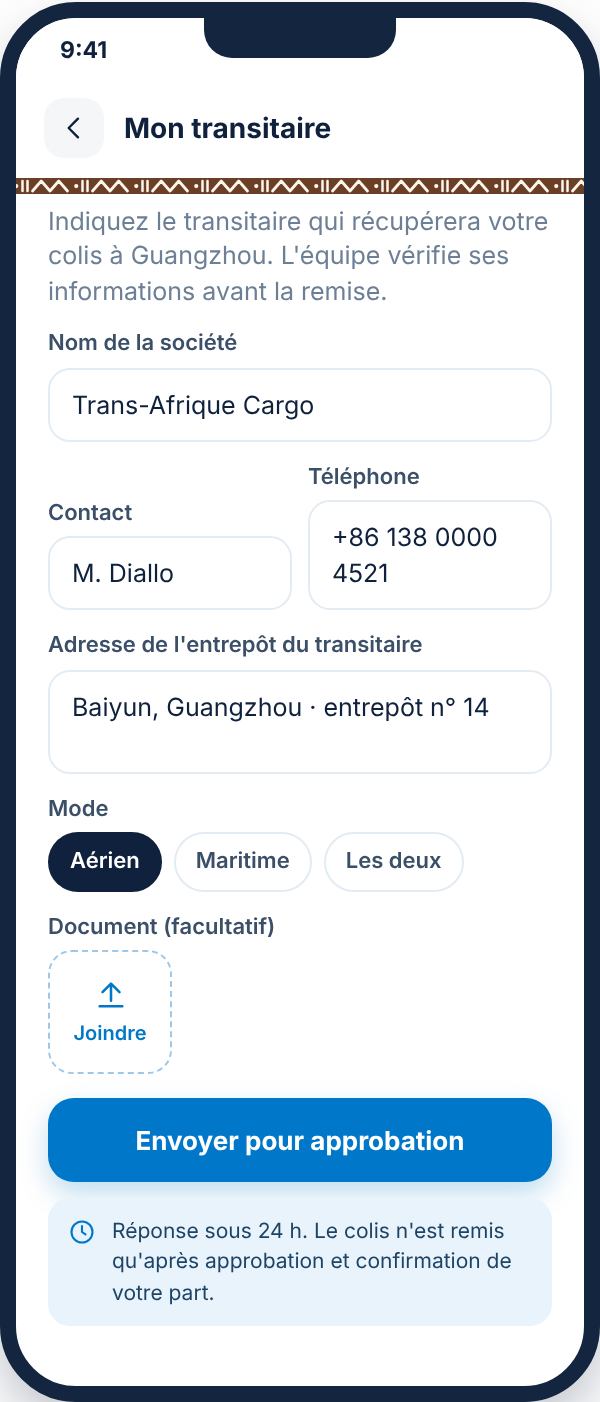 9:41
Mon transitaire
Indiquez le transitaire qui récupérera votre
colis à Guangzhou. L'équipe vérifie ses
informations avant la remise.
Nom de la société
Trans-Afrique Cargo
Contact
M. Diallo
Téléphone
+86 138 0000
4521
Adresse de l'entrepôt du transitaire
Baiyun, Guangzhou · entrepôt n° 14
Mode
Aérien
Maritime
Les deux
Document (facultatif)
Joindre
Envoyer pour approbation
Réponse sous 24 h. Le colis n'est remis
qu'après approbation et confirmation de
votre part.